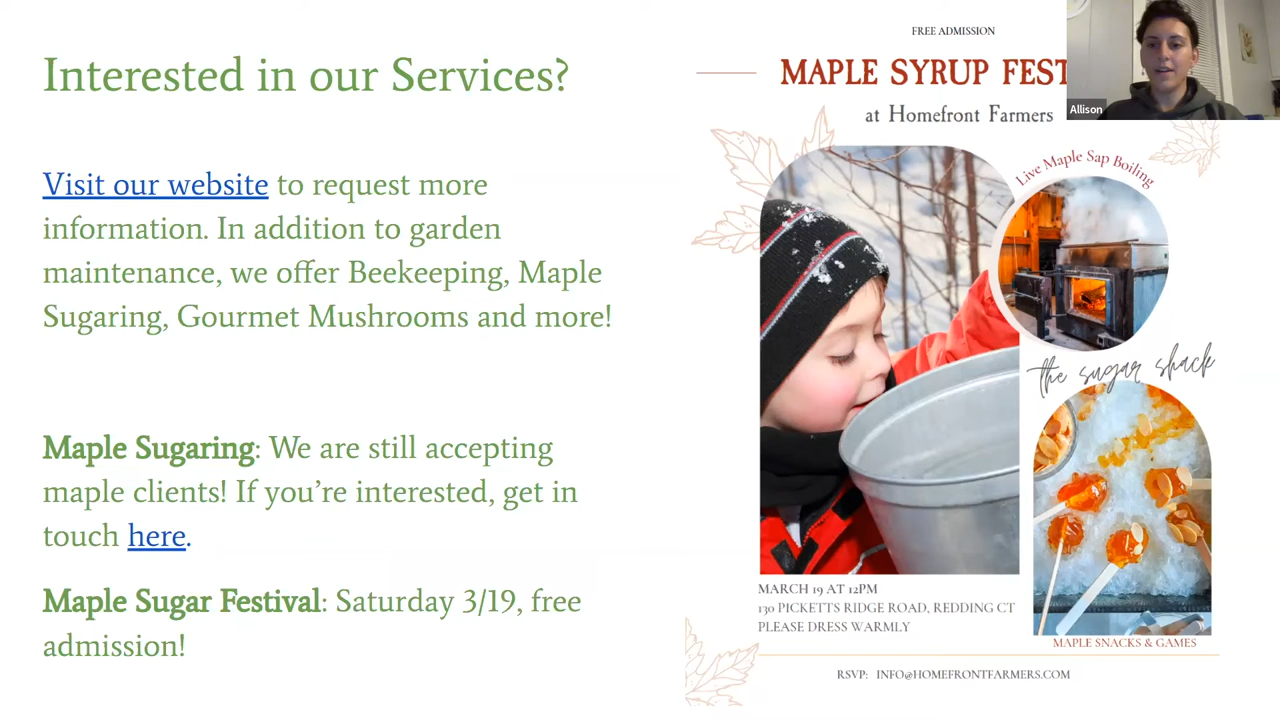 Interested in our Services?
Visit our website to request more
information. In addition to garden
maintenance, we offer Beekeeping, Maple
Sugaring, Gourmet Mushrooms and more!
Maple Sugaring: We are still accepting
maple clients! If you’re interested, get in
touch here.
Maple Sugar Festival: Saturday 3/19, free
admission!
FREE ADMISSION
MAPLE SYRUP FEST
at Homefront Farmers
Allison
Live Maple Sap Boiling
the sugar shack
MARCH 19 AT 12PM
130 PICKETTS RIDGE ROAD, REDDING CT
PLEASE DRESS WARMLY
MAPLE SNACKS & GAMES
RSVP: INFO@HOMEFRONTFARMERS.COM